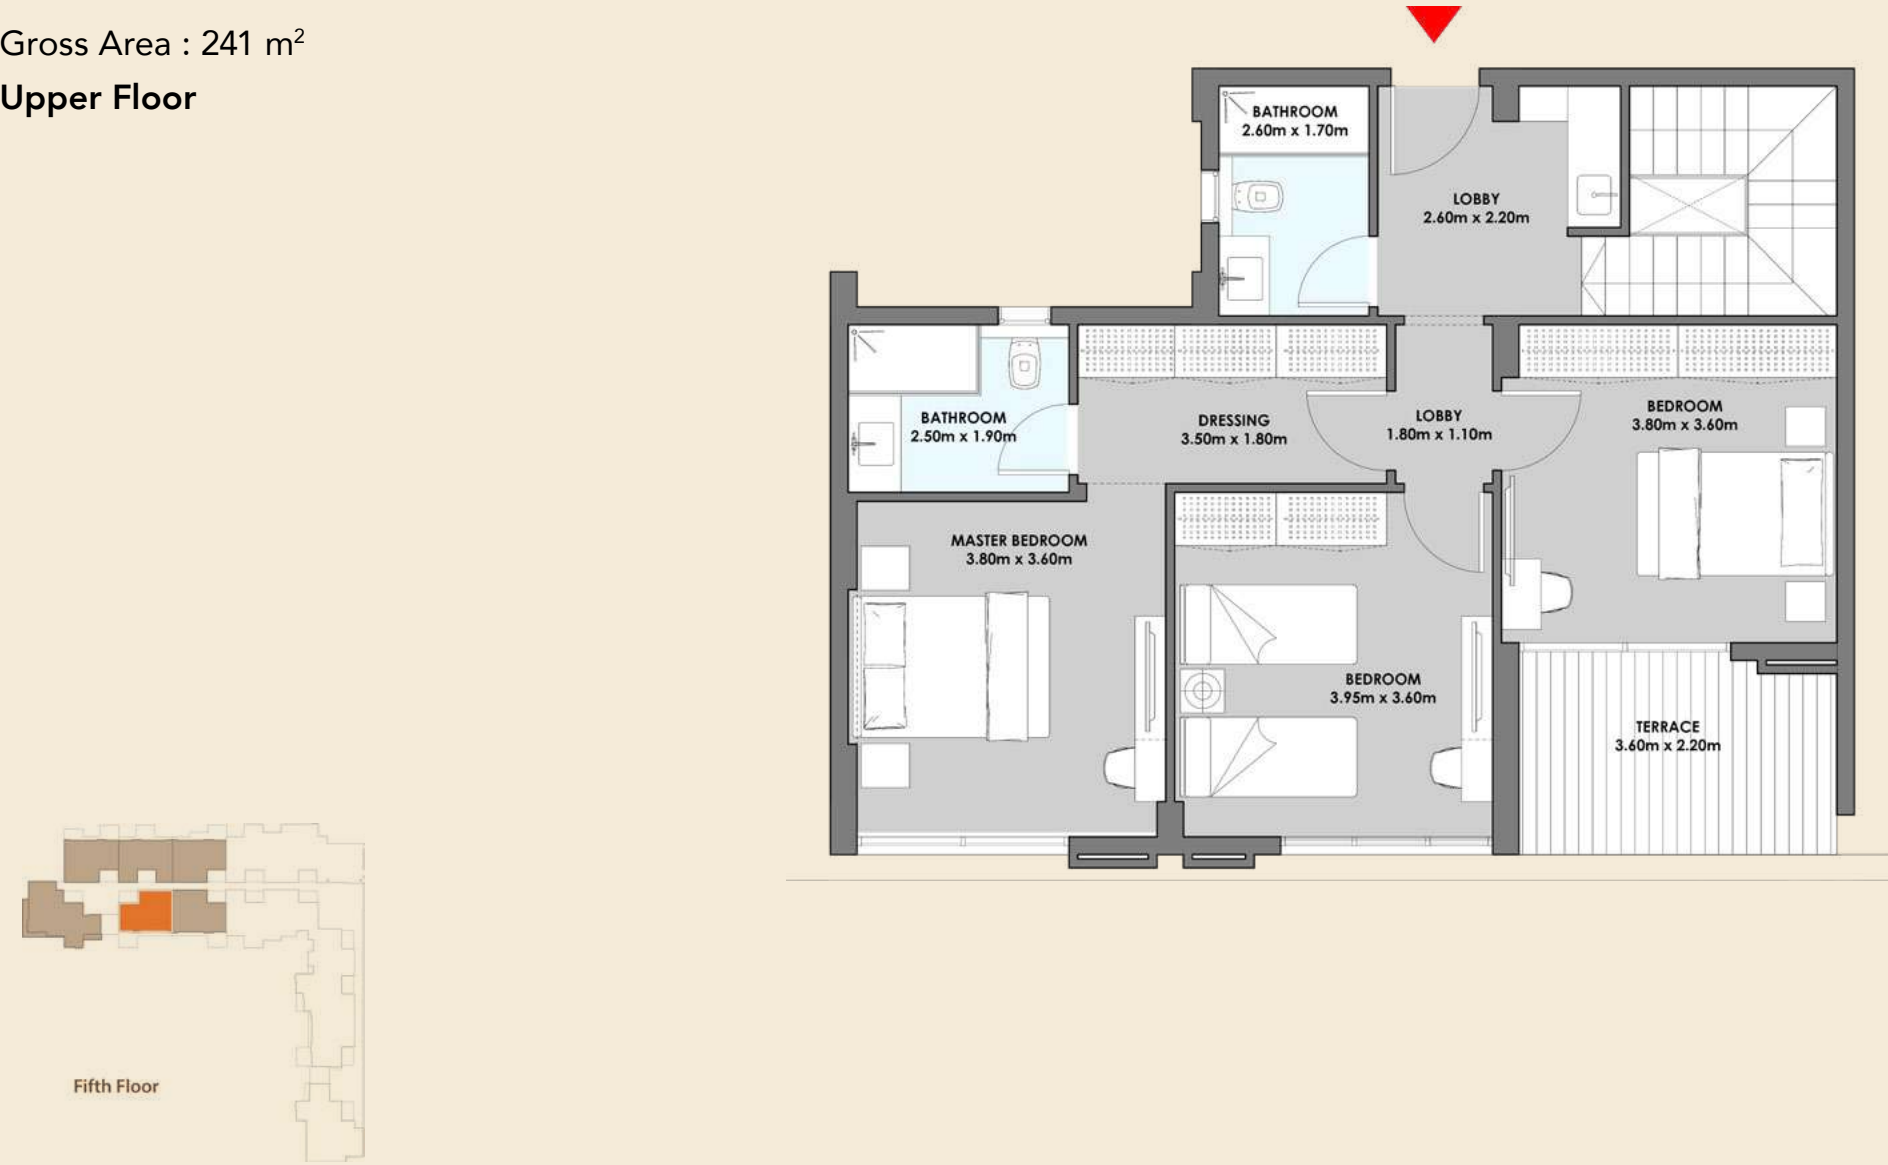 Gross Area : 241 m²
Upper Floor
BATHROOM
2.60m x 1.70m
LOBBY
2.60m x 2.20m
BATHROOM
2.50m x 1.90m
DRESSING
3.50m x 1.80m
LOBBY
1.80m x 1.10m
BEDROOM
3.80m x 3.60m
MASTER BEDROOM
3.80m x 3.60m
BEDROOM
3.95m x 3.60m
TERRACE
3.60m x 2.20m
Fifth Floor